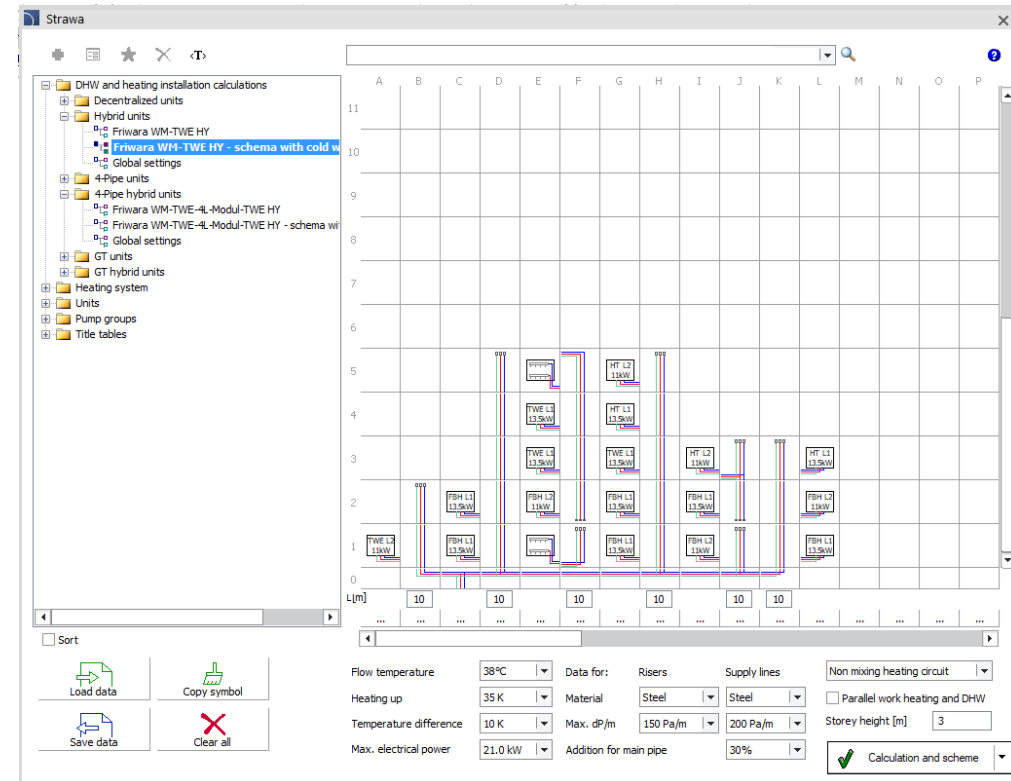 Strawa
<T>
DHW and heating installation calculations
Decentralized units
Hybrid units
Friwara WM-TWE HY
Friwara WM-TWE HY - schema with cold w
Global settings
4-Pipe units
4-Pipe hybrid units
Friwara WM-TWE-4L-Modul-TWE HY
Friwara WM-TWE-4L-Modul-TWE HY - schema wi
Global settings
GT units
GT hybrid units
Heating system
Units
Pump groups
Title tables
Sort
Load data Copy symbol
Save data Clear all
A B C D E F G H I J K L M N O P
11
10
9
8
7
6
5 HT L2 11kW
4 TWE L1 13.5kW HT L1 13.5kW
3 TWE L1 13.5kW TWE L1 13.5kW HT L2 11kW HT L1 13.5kW
2 FBH L1 13.5kW FBH L2 11kW FBH L1 13.5kW FBH L1 13.5kW FBH L2 11kW
1 TWE L2 11kW FBH L1 13.5kW FBH L1 13.5kW FBH L2 11kW FBH L1 13.5kW
0
L[m] 10 10 10 10 10 10
... ... ... ... ... ... ... ... ... ... ... ... ... ... ... ...
Flow temperature 38°C Data for: Risers Supply lines Non mixing heating circuit
Heating up 35 K Material Steel Steel Parallel work heating and DHW
Temperature difference 10 K Max. dP/m 150 Pa/m 200 Pa/m Storey height [m] 3
Max. electrical power 21.0 kW Addition for main pipe 30% Calculation and scheme